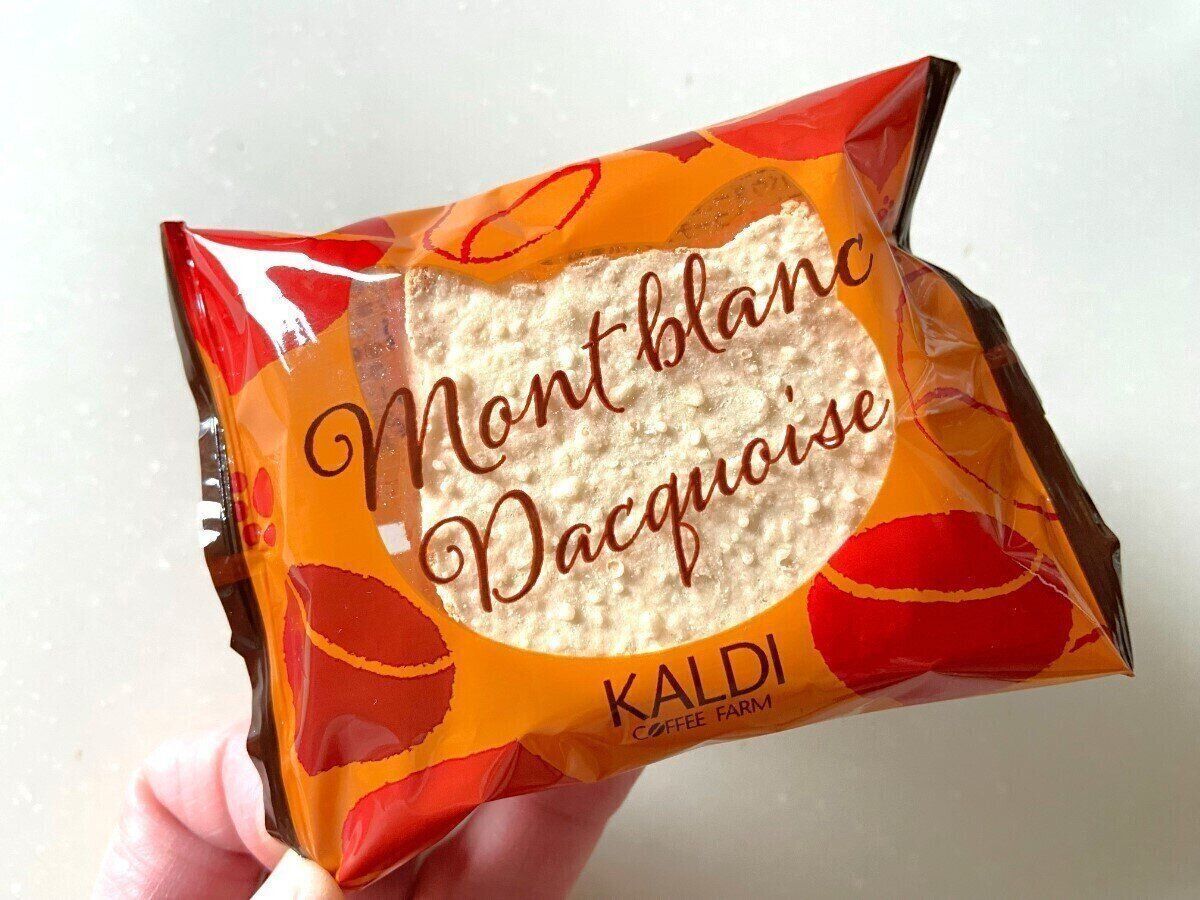 Mont blanc
Dacquoise
KALDI
COFFEE FARM